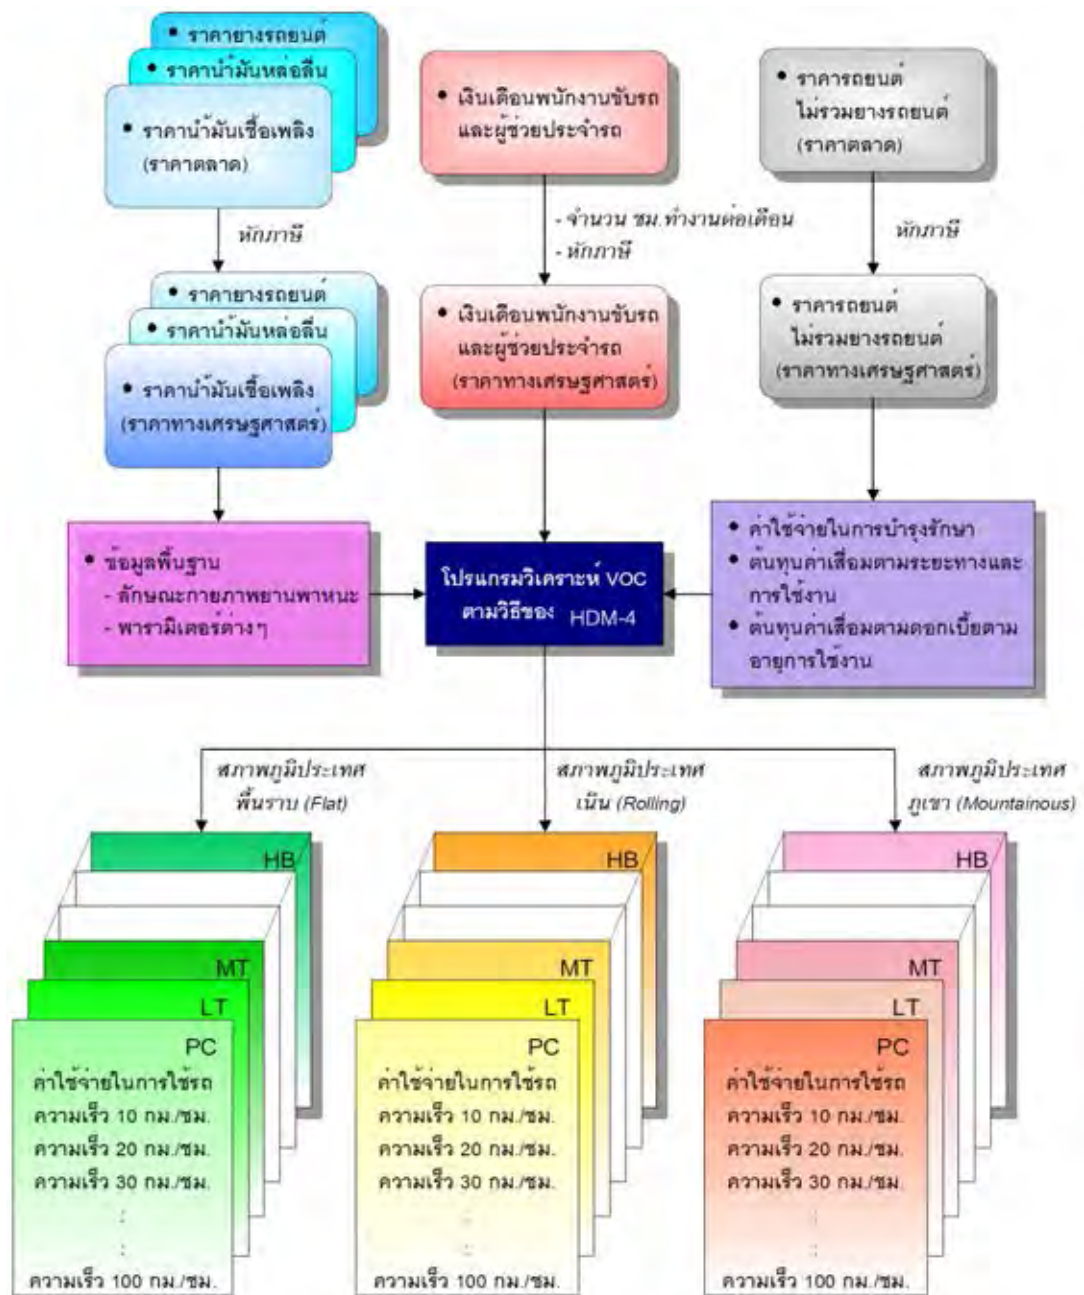 • ราคายางรถยนต์
• ราคาน้ำมันหล่อลื่น
• ราคาน้ำมันเชื้อเพลิง
(ราคาตลาด)
• เงินเดือนพนักงานขับรถ
และผู้ช่วยประจำรถ
• ราคารถยนต์
ไม่รวมยางรถยนต์
(ราคาตลาด)
หักภาษี
- จำนวน ชม.ทำงานต่อเดือน
- หักภาษี
หักภาษี
• ราคายางรถยนต์
• ราคาน้ำมันหล่อลื่น
• ราคาน้ำมันเชื้อเพลิง
(ราคาทางเศรษฐศาสตร์)
• เงินเดือนพนักงานขับรถ
และผู้ช่วยประจำรถ
(ราคาทางเศรษฐศาสตร์)
• ราคารถยนต์
ไม่รวมยางรถยนต์
(ราคาทางเศรษฐศาสตร์)
• ข้อมูลพื้นฐาน
- ลักษณะกายภาพยานพาหนะ
- พารามิเตอร์ต่างๆ
โปรแกรมวิเคราะห์ VOC
ตามวิธีของ HDM-4
• ค่าใช้จ่ายในการบำรุงรักษา
• ต้นทุนค่าเสื่อมตามระยะทางและ
การใช้งาน
• ต้นทุนค่าเสื่อมตามดอกเบี้ยตาม
อายุการใช้งาน
สภาพภูมิประเทศ
พื้นราบ (Flat)
สภาพภูมิประเทศ
เนิน (Rolling)
สภาพภูมิประเทศ
ภูเขา (Mountainous)
HB
MT
LT
PC
ค่าใช้จ่ายในการใช้รถ
ความเร็ว 10 กม./ชม.
ความเร็ว 20 กม./ชม.
ความเร็ว 30 กม./ชม.
:
:
ความเร็ว 100 กม./ชม.
HB
MT
LT
PC
ค่าใช้จ่ายในการใช้รถ
ความเร็ว 10 กม./ชม.
ความเร็ว 20 กม./ชม.
ความเร็ว 30 กม./ชม.
:
:
ความเร็ว 100 กม./ชม.
HB
MT
LT
PC
ค่าใช้จ่ายในการใช้รถ
ความเร็ว 10 กม./ชม.
ความเร็ว 20 กม./ชม.
ความเร็ว 30 กม./ชม.
:
:
ความเร็ว 100 กม./ชม.